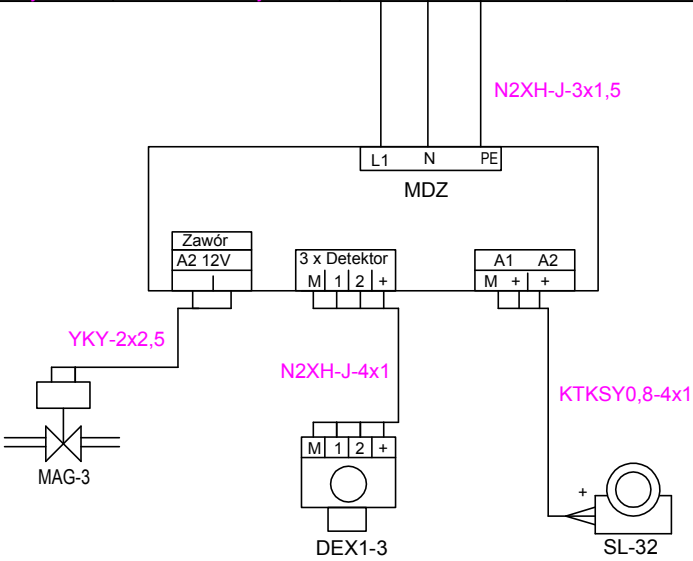 N2XH-J-3x1,5
L1 N PE
MDZ
Zawór
A2 12V
3 x Detektor
M 1 2 +
A1 A2
M + +
YKY-2x2,5
N2XH-J-4x1
KTKSY0,8-4x1
M 1 2 +
+
MAG-3
DEX1-3
SL-32